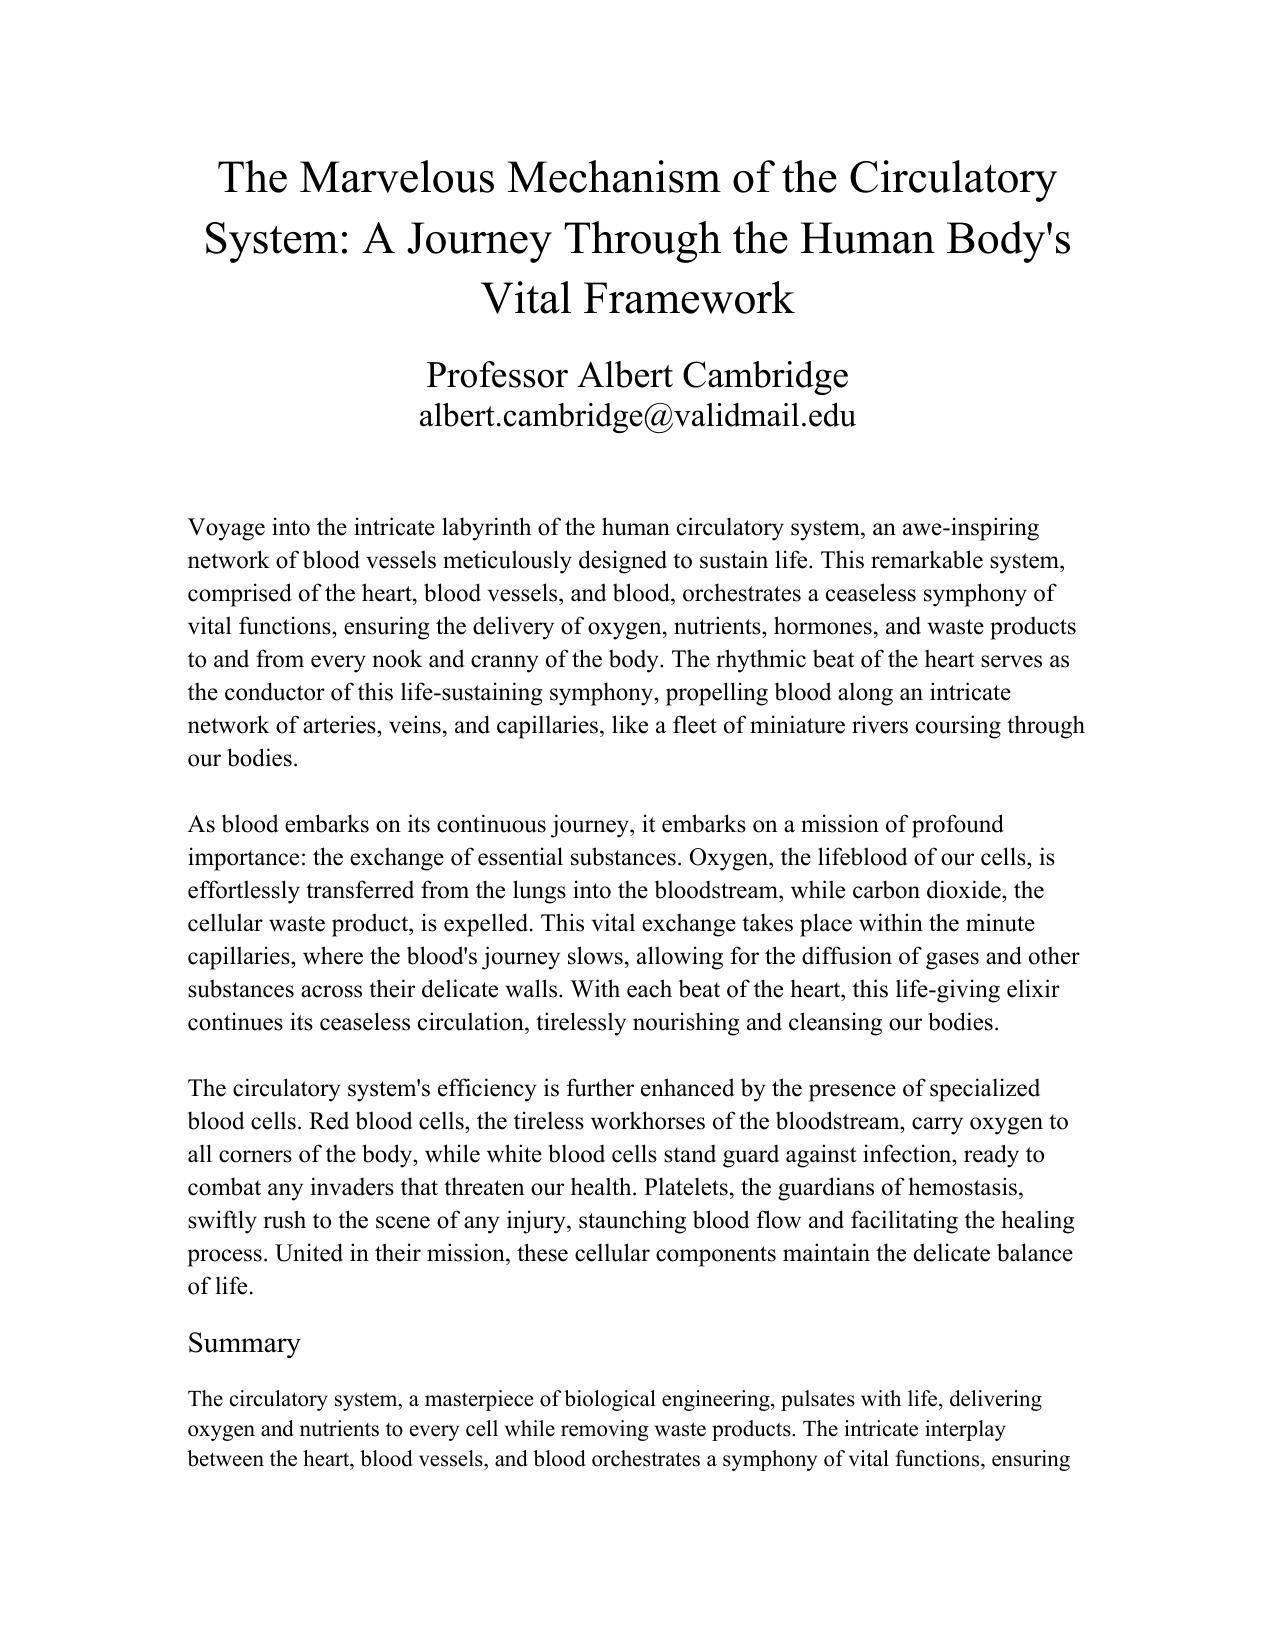 The Marvelous Mechanism of the Circulatory
System: A Journey Through the Human Body's
Vital Framework
Professor Albert Cambridge
albert.cambridge@validmail.edu
Voyage into the intricate labyrinth of the human circulatory system, an awe-inspiring
network of blood vessels meticulously designed to sustain life. This remarkable system,
comprised of the heart, blood vessels, and blood, orchestrates a ceaseless symphony of
vital functions, ensuring the delivery of oxygen, nutrients, hormones, and waste products
to and from every nook and cranny of the body. The rhythmic beat of the heart serves as
the conductor of this life-sustaining symphony, propelling blood along an intricate
network of arteries, veins, and capillaries, like a fleet of miniature rivers coursing through
our bodies.
As blood embarks on its continuous journey, it embarks on a mission of profound
importance: the exchange of essential substances. Oxygen, the lifeblood of our cells, is
effortlessly transferred from the lungs into the bloodstream, while carbon dioxide, the
cellular waste product, is expelled. This vital exchange takes place within the minute
capillaries, where the blood's journey slows, allowing for the diffusion of gases and other
substances across their delicate walls. With each beat of the heart, this life-giving elixir
continues its ceaseless circulation, tirelessly nourishing and cleansing our bodies.
The circulatory system's efficiency is further enhanced by the presence of specialized
blood cells. Red blood cells, the tireless workhorses of the bloodstream, carry oxygen to
all corners of the body, while white blood cells stand guard against infection, ready to
combat any invaders that threaten our health. Platelets, the guardians of hemostasis,
swiftly rush to the scene of any injury, staunching blood flow and facilitating the healing
process. United in their mission, these cellular components maintain the delicate balance
of life.
Summary
The circulatory system, a masterpiece of biological engineering, pulsates with life, delivering
oxygen and nutrients to every cell while removing waste products. The intricate interplay
between the heart, blood vessels, and blood orchestrates a symphony of vital functions, ensuring